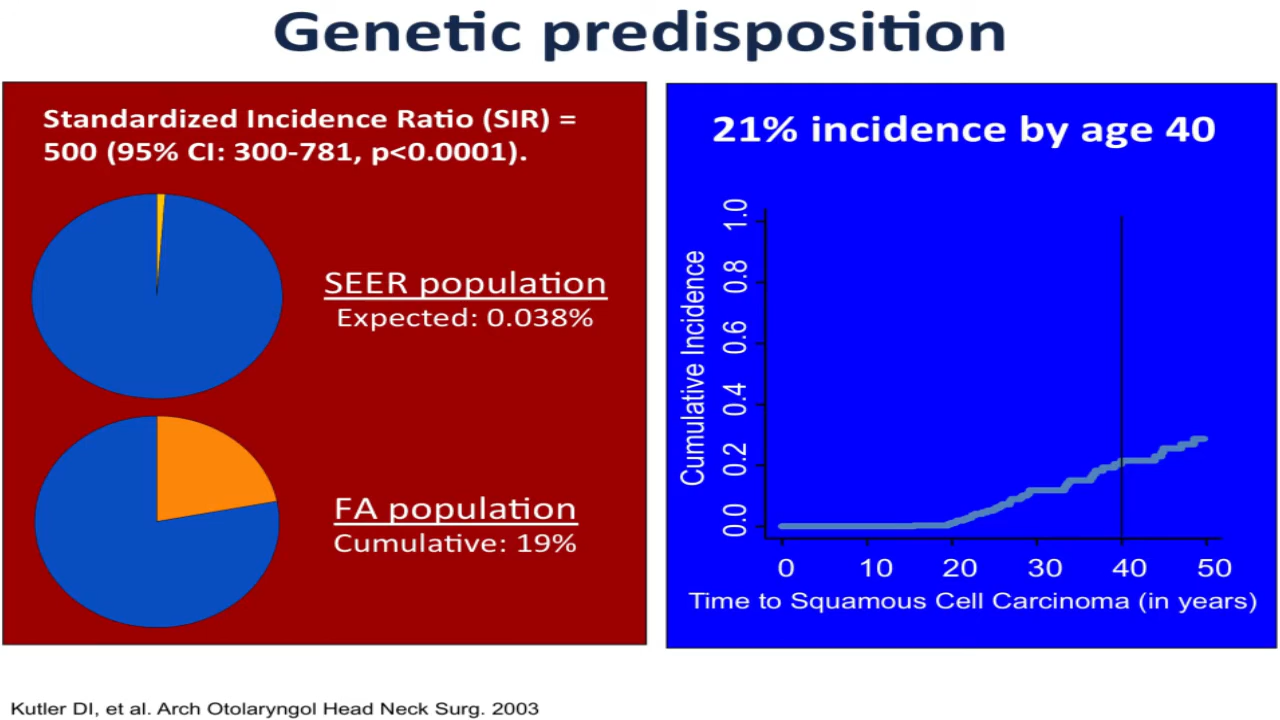 Genetic predisposition
Standardized Incidence Ratio (SIR) =
500 (95% CI: 300-781, p<0.0001).
SEER population
Expected: 0.038%
FA population
Cumulative: 19%
21% incidence by age 40
Cumulative Incidence
1.0
0.8
0.6
0.4
0.2
0.0
0 10 20 30 40 50
Time to Squamous Cell Carcinoma (in years)
Kutler DI, et al. Arch Otolaryngol Head Neck Surg. 2003